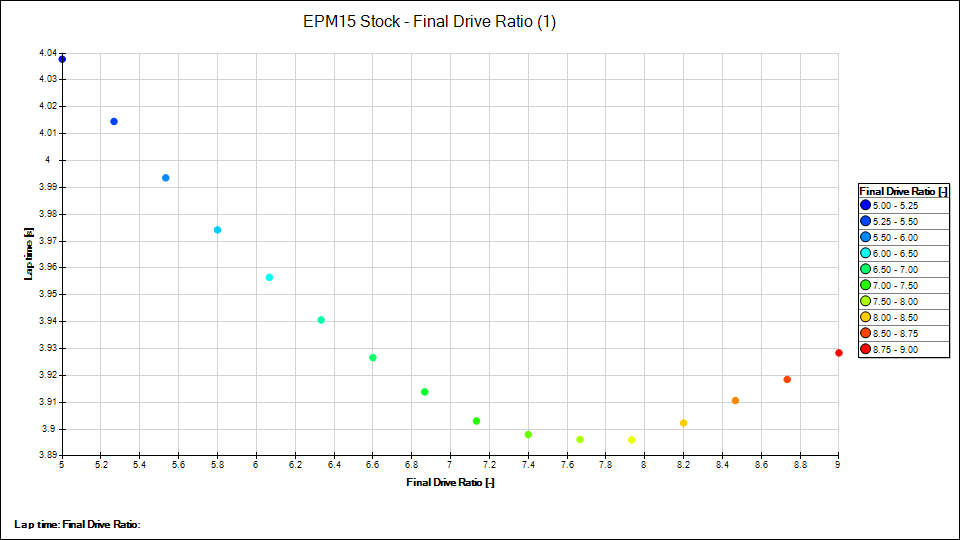 EPM15 Stock - Final Drive Ratio (1)
4.04
4.03
4.02
4.01
4
3.99
3.98
3.97
3.96
3.95
3.94
3.93
3.92
3.91
3.9
3.89
Lap time [s]
5 5.2 5.4 5.6 5.8 6 6.2 6.4 6.6 6.8 7 7.2 7.4 7.6 7.8 8 8.2 8.4 8.6 8.8 9
Final Drive Ratio [-]
Final Drive Ratio [-]
5.00 - 5.25
5.25 - 5.50
5.50 - 6.00
6.00 - 6.50
6.50 - 7.00
7.00 - 7.50
7.50 - 8.00
8.00 - 8.50
8.50 - 8.75
8.75 - 9.00
Lap time: Final Drive Ratio: